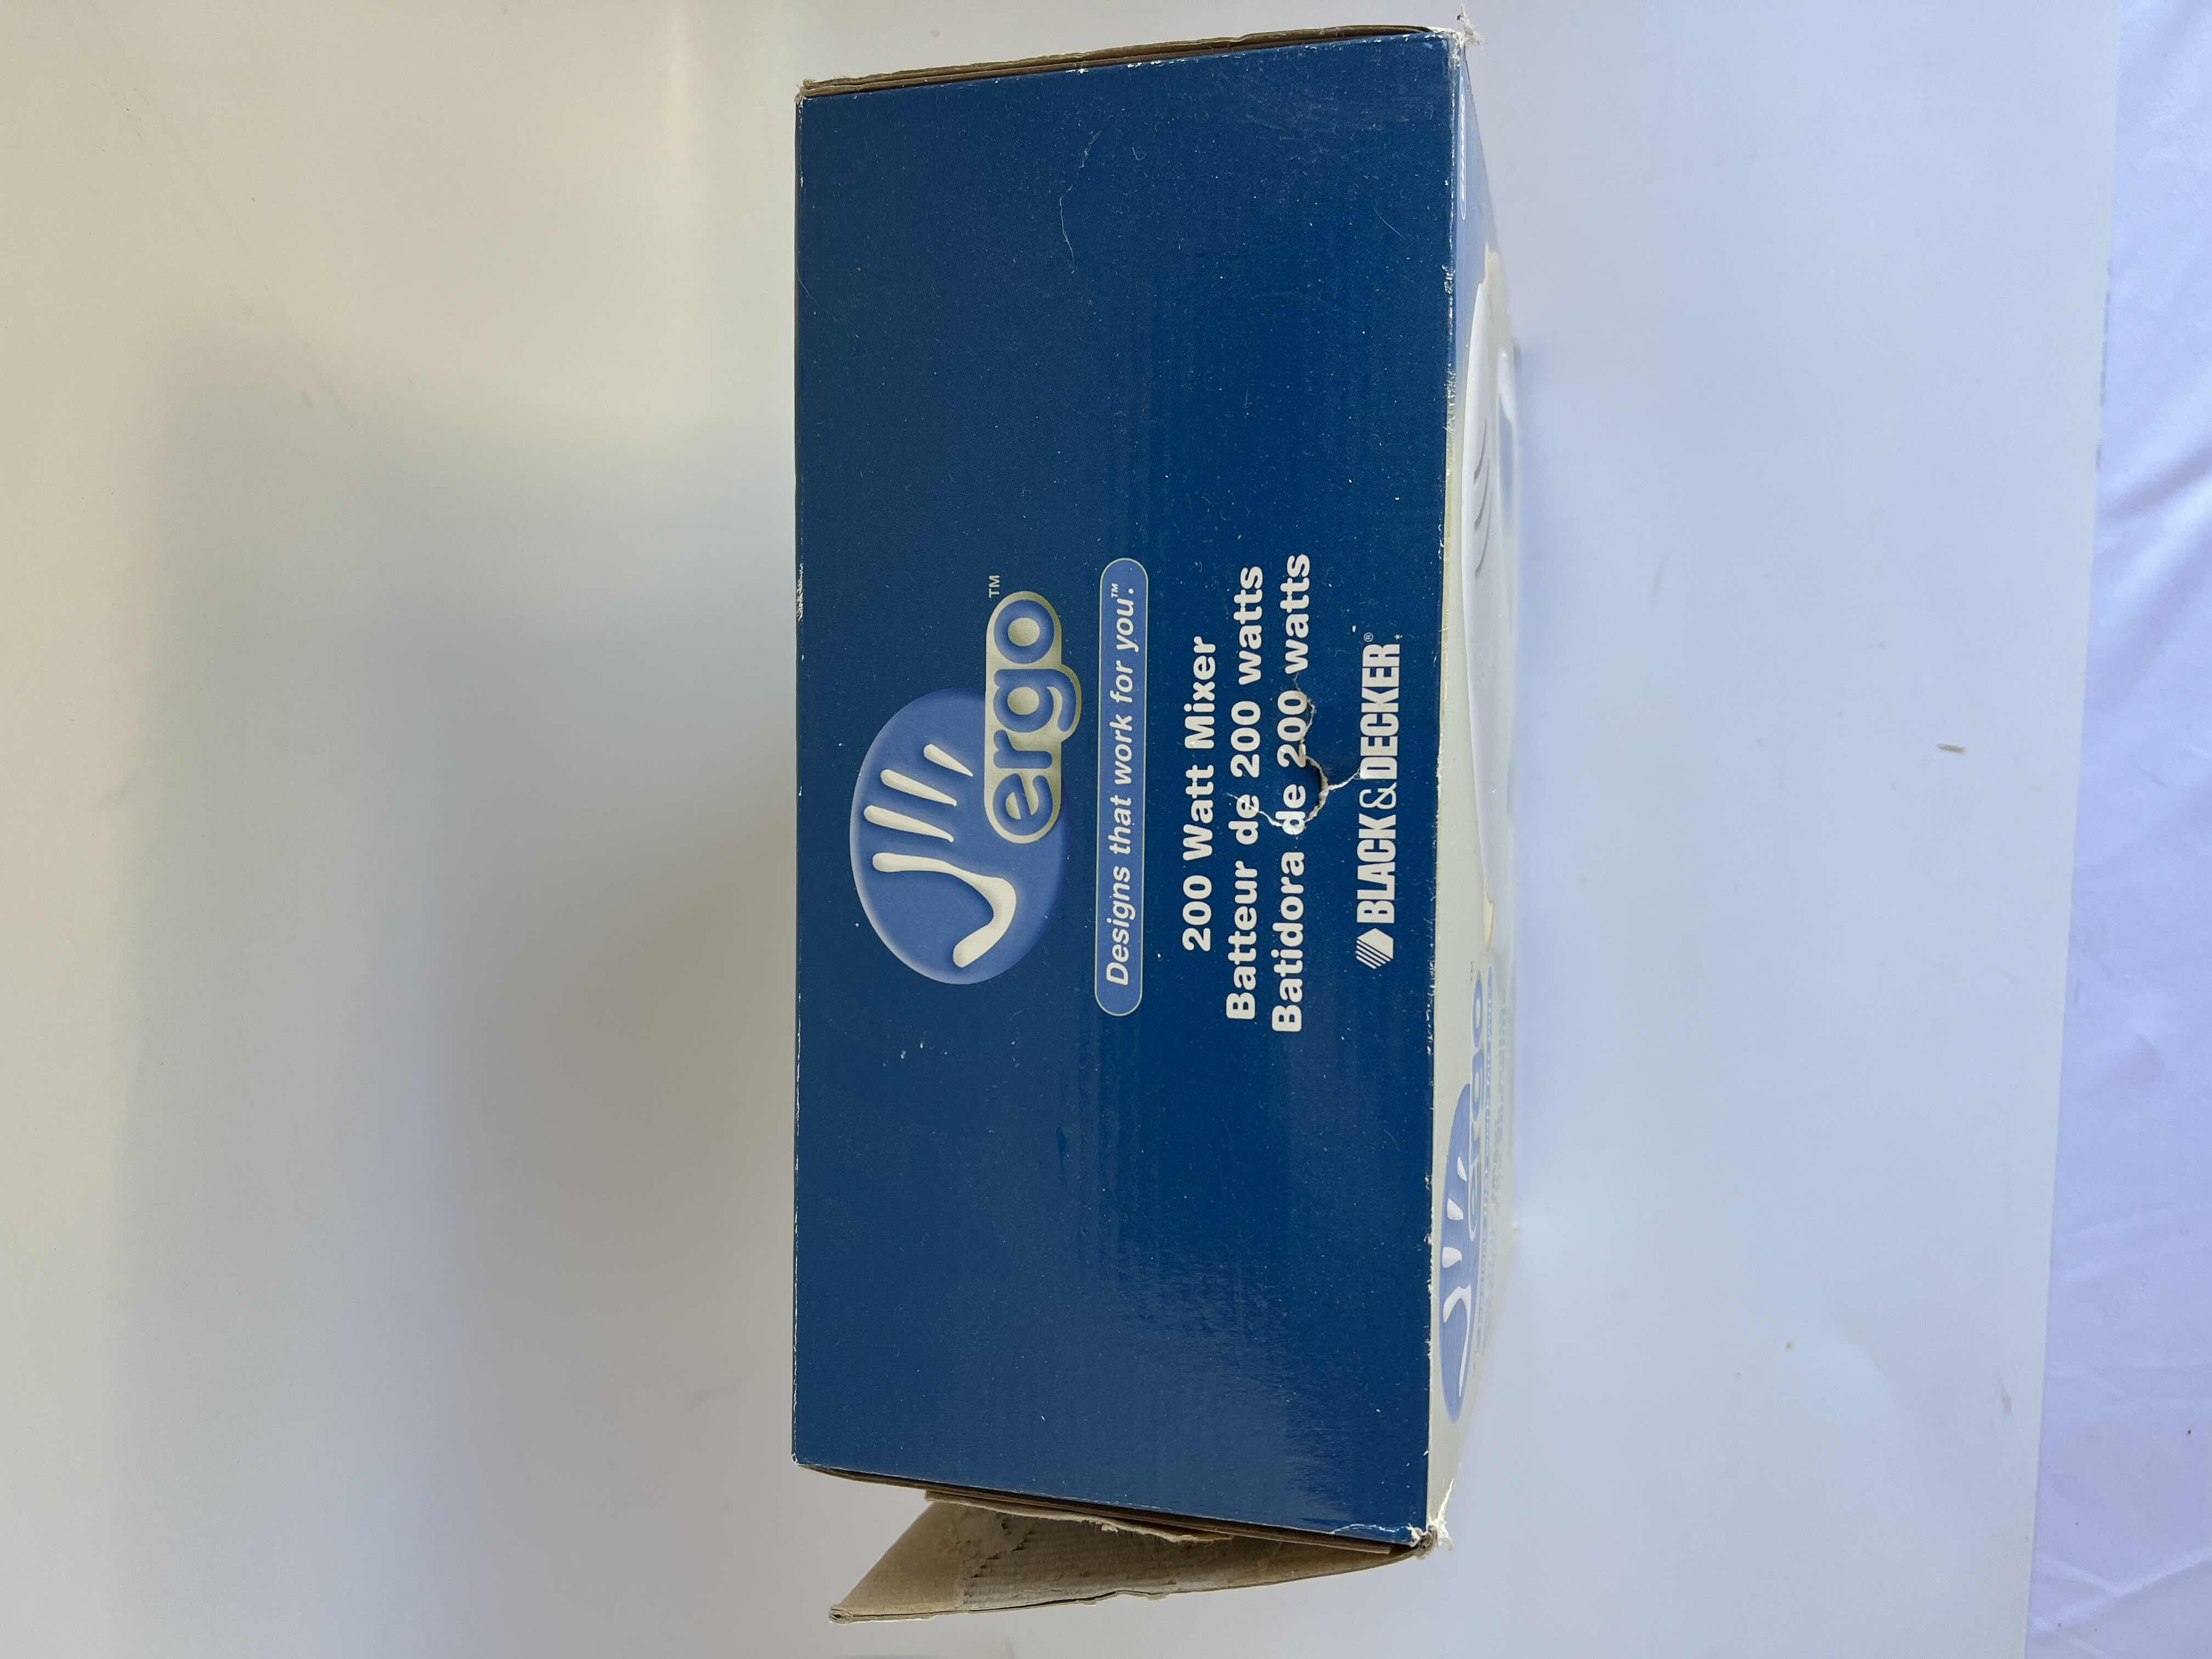 ergo™
Designs that work for you.™
200 Watt Mixer
Batteur de 200 watts
Batidora de 200 watts
BLACK & DECKER®
ergo™